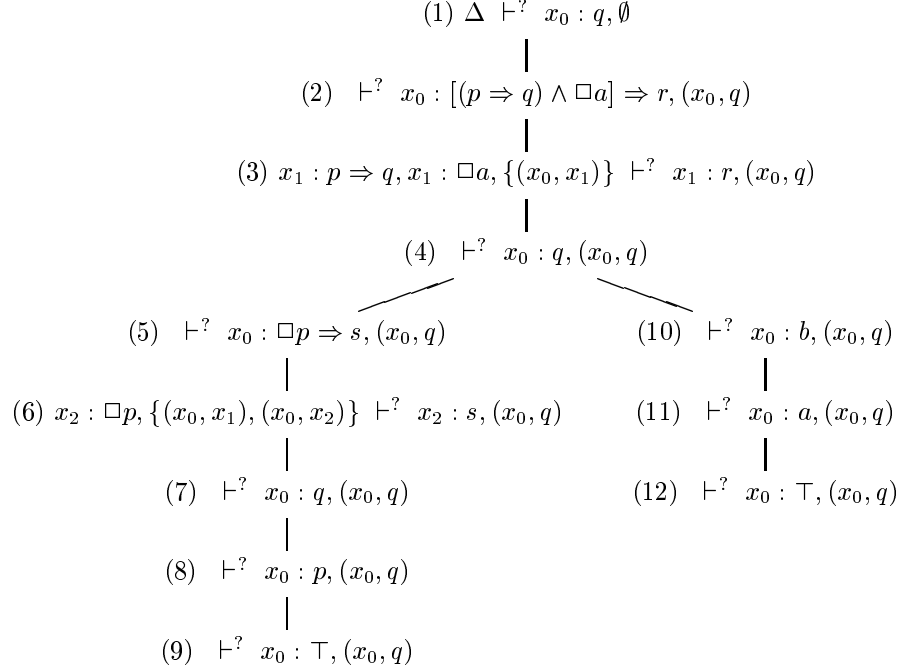 (1) Δ ⊢? x₀ : q, ∅
(2) ⊢? x₀ : [(p ⇒ q) ∧ □a] ⇒ r, (x₀, q)
(3) x₁ : p ⇒ q, x₁ : □a, {(x₀, x₁)} ⊢? x₁ : r, (x₀, q)
(4) ⊢? x₀ : q, (x₀, q)
(5) ⊢? x₀ : □p ⇒ s, (x₀, q)
(10) ⊢? x₀ : b, (x₀, q)
(6) x₂ : □p, {(x₀, x₁), (x₀, x₂)} ⊢? x₂ : s, (x₀, q)
(11) ⊢? x₀ : a, (x₀, q)
(7) ⊢? x₀ : q, (x₀, q)
(12) ⊢? x₀ : ⊤, (x₀, q)
(8) ⊢? x₀ : p, (x₀, q)
(9) ⊢? x₀ : ⊤, (x₀, q)